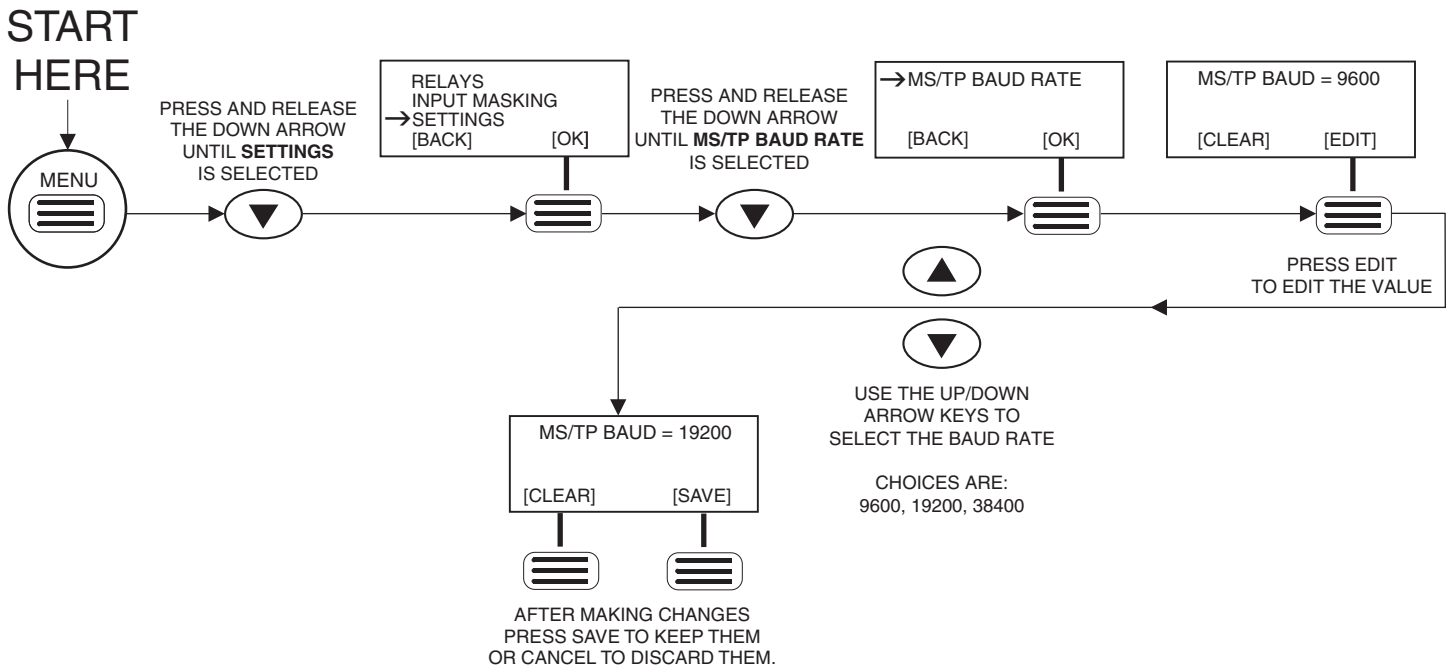 START
HERE
MENU
PRESS AND RELEASE
THE DOWN ARROW
UNTIL SETTINGS
IS SELECTED
RELAYS
INPUT MASKING
→SETTINGS
[BACK] [OK]
PRESS AND RELEASE
THE DOWN ARROW
UNTIL MS/TP BAUD RATE
IS SELECTED
→MS/TP BAUD RATE
[BACK] [OK]
MS/TP BAUD = 9600
[CLEAR] [EDIT]
PRESS EDIT
TO EDIT THE VALUE
USE THE UP/DOWN
ARROW KEYS TO
SELECT THE BAUD RATE
CHOICES ARE:
9600, 19200, 38400
MS/TP BAUD = 19200
[CLEAR] [SAVE]
AFTER MAKING CHANGES
PRESS SAVE TO KEEP THEM
OR CANCEL TO DISCARD THEM.